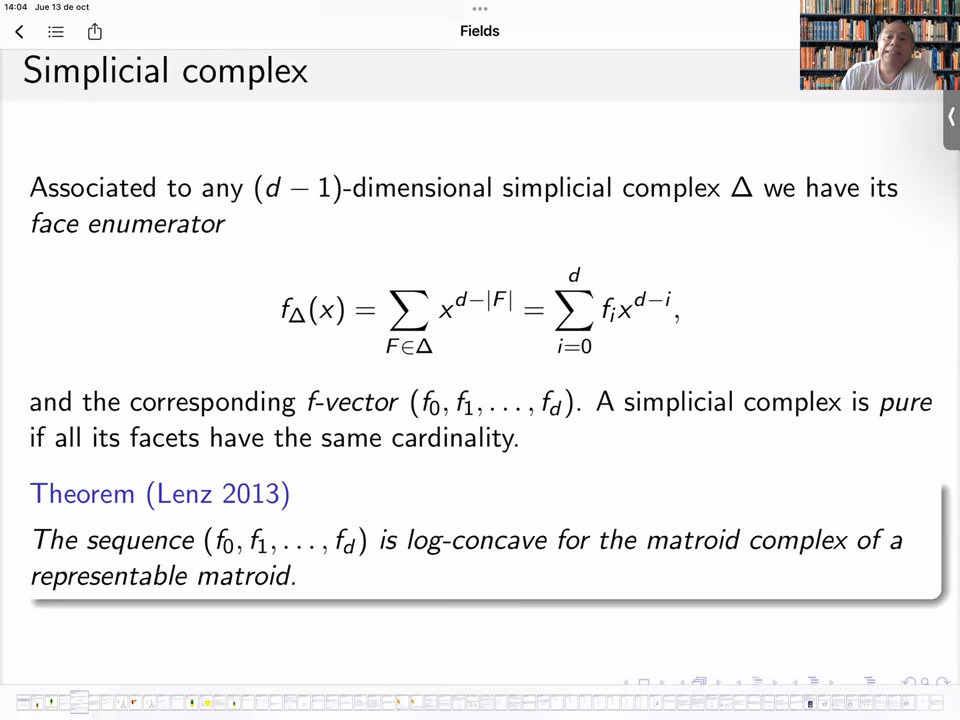 14:04 Jue 13 de oct
Fields
Simplicial complex
Associated to any (d − 1)-dimensional simplicial complex Δ we have its
face enumerator
f_Δ(x) = ∑_{F∈Δ} x^{d−|F|} = ∑_{i=0}^{d} f_i x^{d−i},
and the corresponding f-vector (f_0, f_1, . . . , f_d). A simplicial complex is pure
if all its facets have the same cardinality.
Theorem (Lenz 2013)
The sequence (f_0, f_1, . . . , f_d) is log-concave for the matroid complex of a
representable matroid.